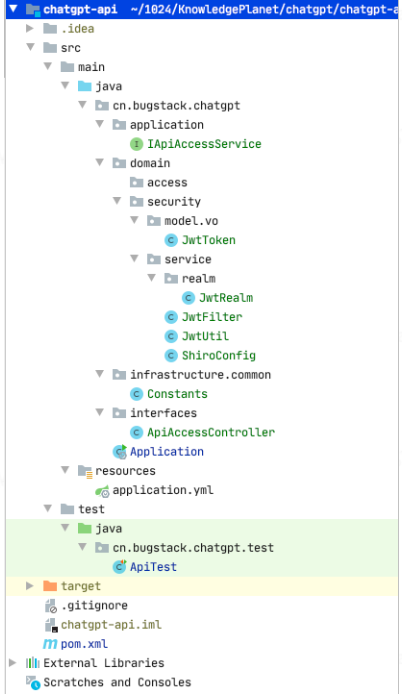 chatgpt-api ~/1024/KnowledgePlanet/chatgpt/chatgpt-a
.idea
src
main
java
cn.bugstack.chatgpt
application
IApiAccessService
domain
access
security
model.vo
JwtToken
service
realm
JwtRealm
JwtFilter
JwtUtil
ShiroConfig
infrastructure.common
Constants
interfaces
ApiAccessController
Application
resources
application.yml
test
java
cn.bugstack.chatgpt.test
ApiTest
target
.gitignore
chatgpt-api.iml
pom.xml
External Libraries
Scratches and Consoles